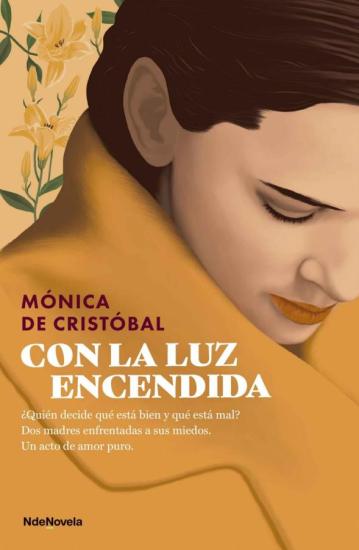 MÓNICA
DE CRISTÓBAL
CON LA LUZ
ENCENDIDA
¿Quién decide qué está bien y qué está mal?
Dos madres enfrentadas a sus miedos.
Un acto de amor puro.
NdeNovela